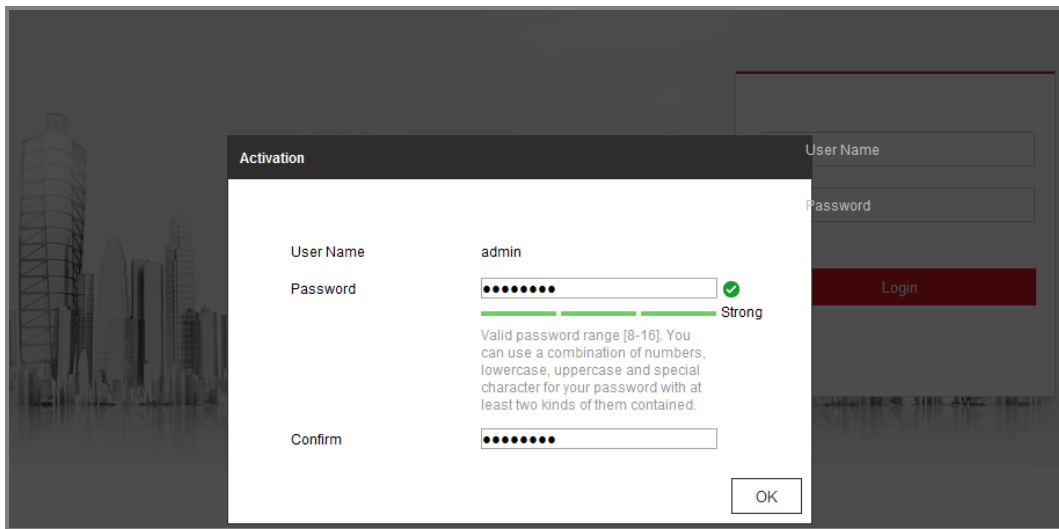 Activation
User Name
Password
Login
User Name admin
Password ●●●●●●●●
Strong
Valid password range [8-16]. You
can use a combination of numbers,
lowercase, uppercase and special
character for your password with at
least two kinds of them contained.
Confirm ●●●●●●●●
OK